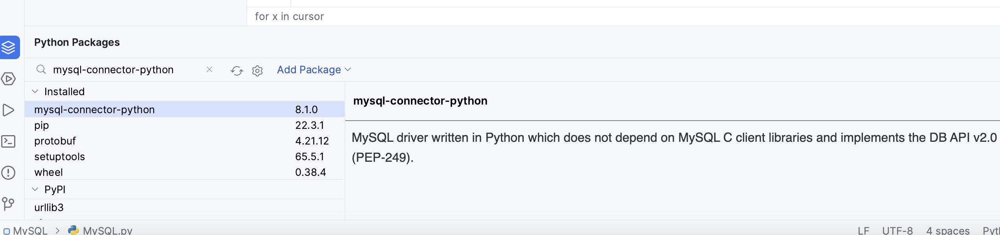 for x in cursor
Python Packages
mysql-connector-python
Add Package
Installed
mysql-connector-python 8.1.0
pip 22.3.1
protobuf 4.21.12
setuptools 65.5.1
wheel 0.38.4
PyPI
urllib3
mysql-connector-python
MySQL driver written in Python which does not depend on MySQL C client libraries and implements the DB API v2.0
(PEP-249).
MySQL > MySQL.py
LF UTF-8 4 spaces